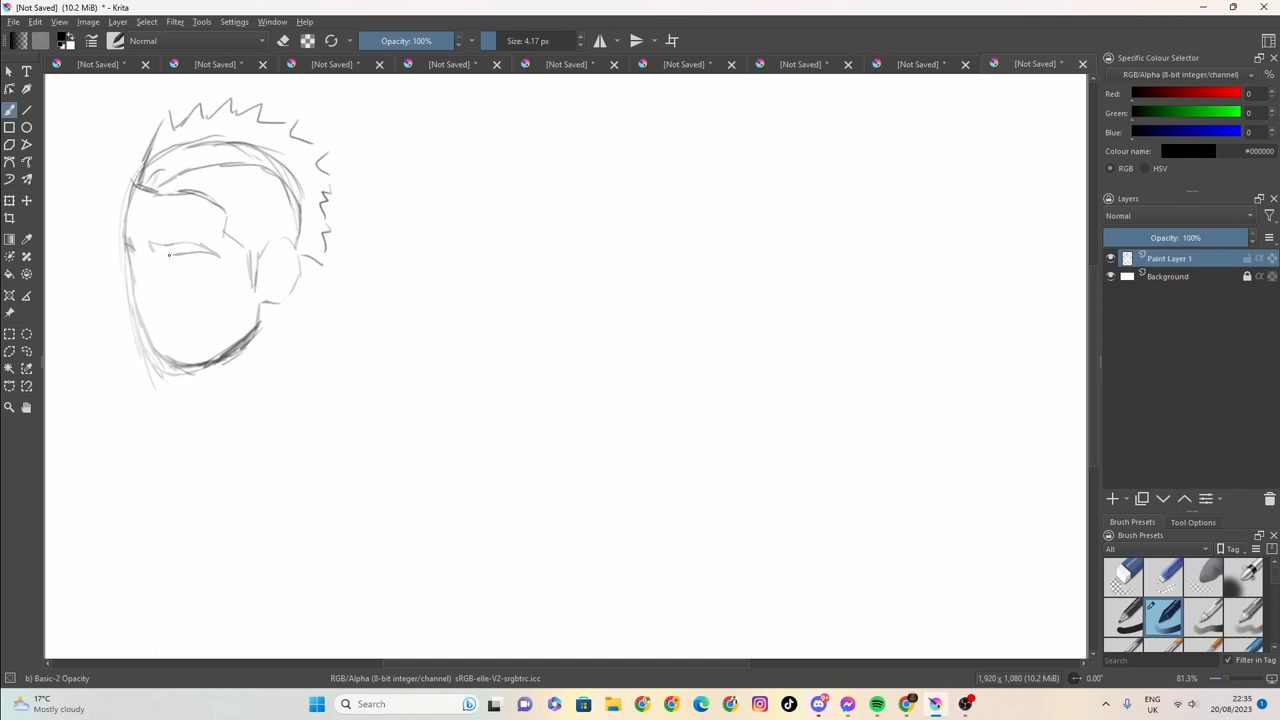 [Not Saved] (10.2 MiB) * - Krita
File Edit View Image Layer Select Filter Tools Settings Window Help
Normal Opacity: 100% Size: 4.17 px
[Not Saved] * [Not Saved] * [Not Saved] * [Not Saved] * [Not Saved] * [Not Saved] * [Not Saved] * [Not Saved] * [Not Saved] *
Specific Colour Selector
RGB/Alpha (8-bit integer/channel) %
Red: 0
Green: 0
Blue: 0
Colour name: #000000
RGB HSV
Layers
Normal
Opacity: 100%
Paint Layer 1
Background
Brush Presets Tool Options
Brush Presets
All Tag
Search Filter in Tag
b) Basic-2 Opacity RGB/Alpha (8-bit integer/channel) sRGB-elle-V2-srgbtrc.icc 1,920 x 1,080 (10.2 MiB) 0.00° 81.3%
17°C
Mostly cloudy
Search
ENG
UK
22:35
20/08/2023